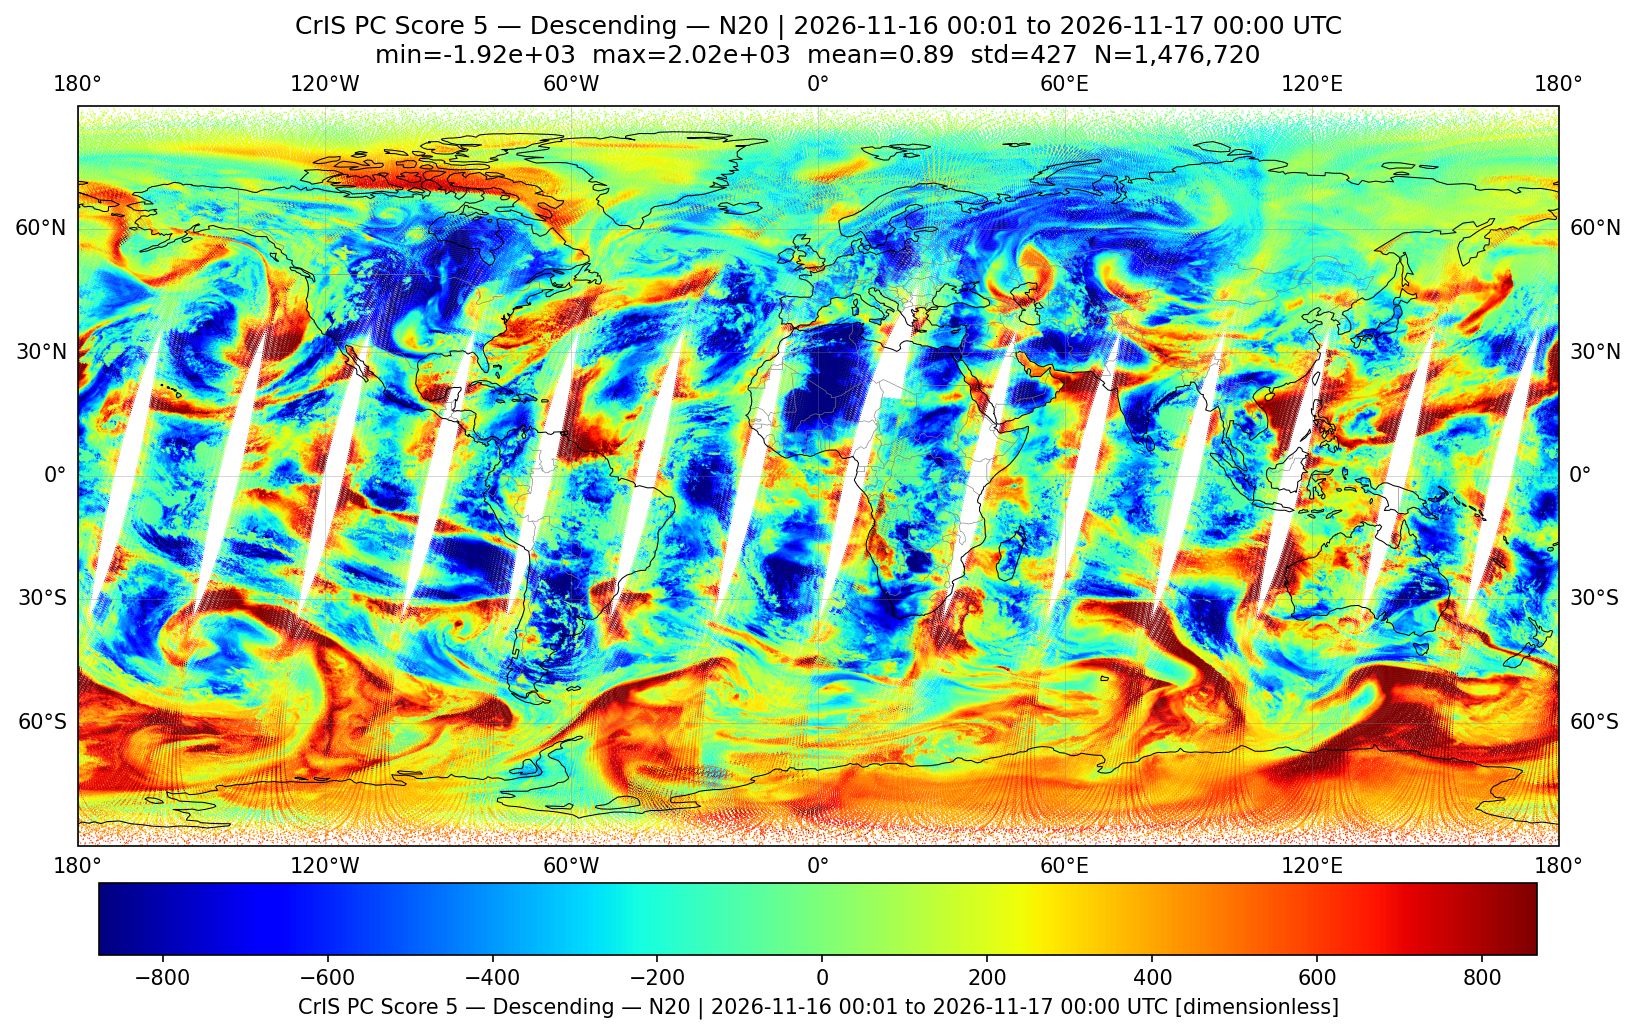 CrIS PC Score 5 — Descending — N20 | 2026-11-16 00:01 to 2026-11-17 00:00 UTC
min=-1.92e+03  max=2.02e+03  mean=0.89  std=427  N=1,476,720
180° 120°W 60°W 0° 60°E 120°E 180°
60°N 60°N
30°N 30°N
0° 0°
30°S 30°S
60°S 60°S
180° 120°W 60°W 0° 60°E 120°E 180°
−800 −600 −400 −200 0 200 400 600 800
CrIS PC Score 5 — Descending — N20 | 2026-11-16 00:01 to 2026-11-17 00:00 UTC [dimensionless]